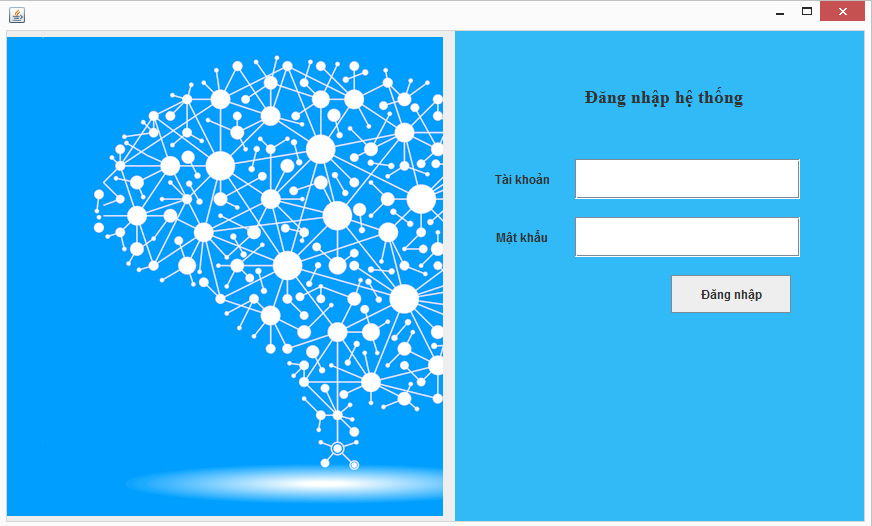 Đăng nhập hệ thống
Tài khoản
Mật khẩu
Đăng nhập